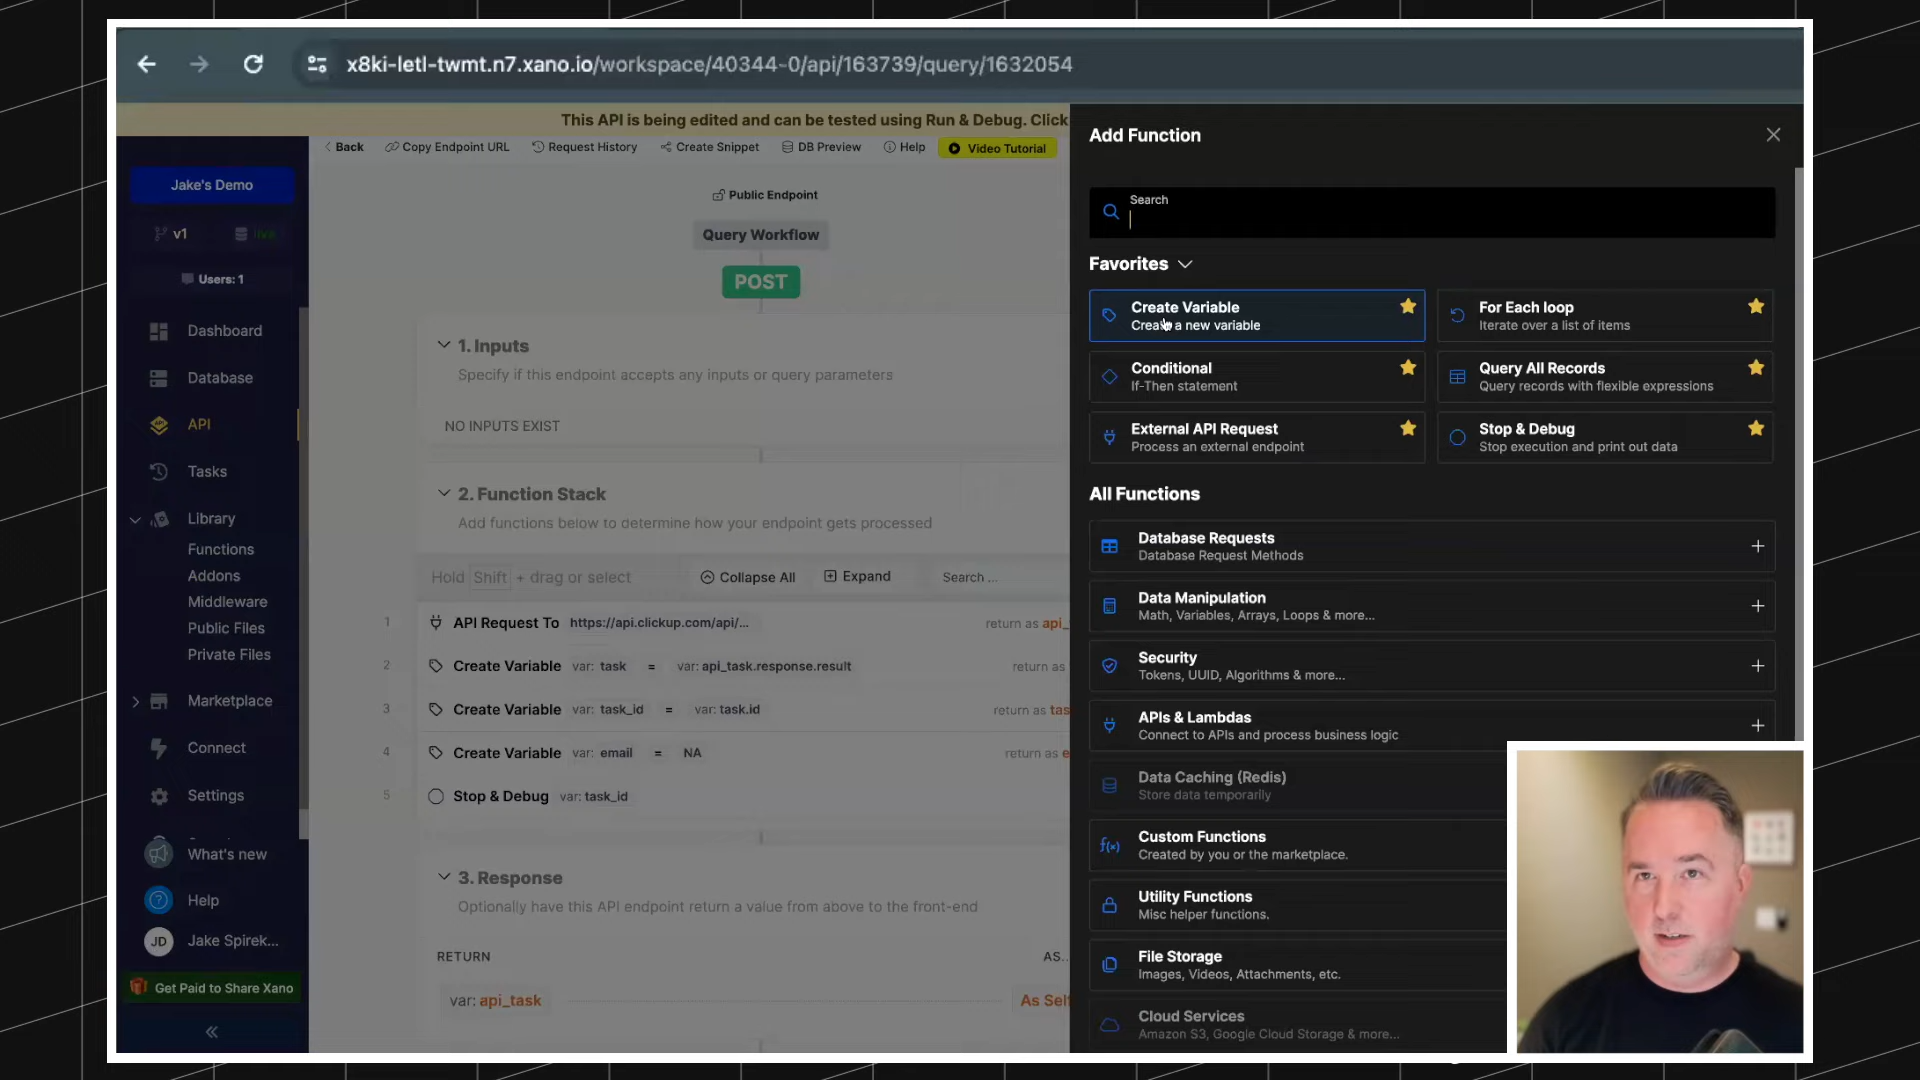 x8ki-letl-twmt.n7.xano.io/workspace/40344-0/api/163739/query/1632054
This API is being edited and can be tested using Run & Debug. Click
Back
Copy Endpoint URL
Request History
Create Snippet
DB Preview
Help
Video Tutorial
Jake's Demo
v1
live
Users: 1
Dashboard
Database
API
Tasks
Library
Functions
Addons
Middleware
Public Files
Private Files
Marketplace
Connect
Settings
What's new
Help
JD
Jake Spirek...
Get Paid to Share Xano
Public Endpoint
Query Workflow
POST
1. Inputs
Specify if this endpoint accepts any inputs or query parameters
NO INPUTS EXIST
2. Function Stack
Add functions below to determine how your endpoint gets processed
Hold Shift + drag or select
Collapse All
Expand
Search ...
1 API Request To https://api.clickup.com/api/... return as api_
2 Create Variable var: task = var: api_task.response.result return as
3 Create Variable var: task_id = var: task.id return as tas
4 Create Variable var: email = NA return as e
5 Stop & Debug var: task_id
3. Response
Optionally have this API endpoint return a value from above to the front-end
RETURN AS..
var: api_task As Self
Add Function
Search
Favorites
Create Variable
Create a new variable
For Each loop
Iterate over a list of items
Conditional
If-Then statement
Query All Records
Query records with flexible expressions
External API Request
Process an external endpoint
Stop & Debug
Stop execution and print out data
All Functions
Database Requests
Database Request Methods
Data Manipulation
Math, Variables, Arrays, Loops & more...
Security
Tokens, UUID, Algorithms & more...
APIs & Lambdas
Connect to APIs and process business logic
Data Caching (Redis)
Store data temporarily
f(x) Custom Functions
Created by you or the marketplace.
Utility Functions
Misc helper functions.
File Storage
Images, Videos, Attachments, etc.
Cloud Services
Amazon S3, Google Cloud Storage & more...